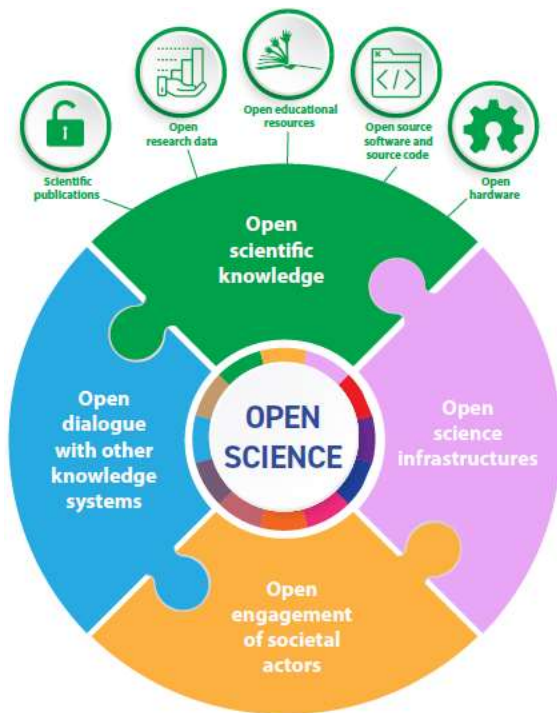 Open educational
resources
Open
research data
Open source
software and
source code
Scientific
publications
Open
hardware
</>
Open
scientific
knowledge
Open
dialogue
with other
knowledge
systems
OPEN
SCIENCE
Open
science
infrastructures
Open
engagement
of societal
actors